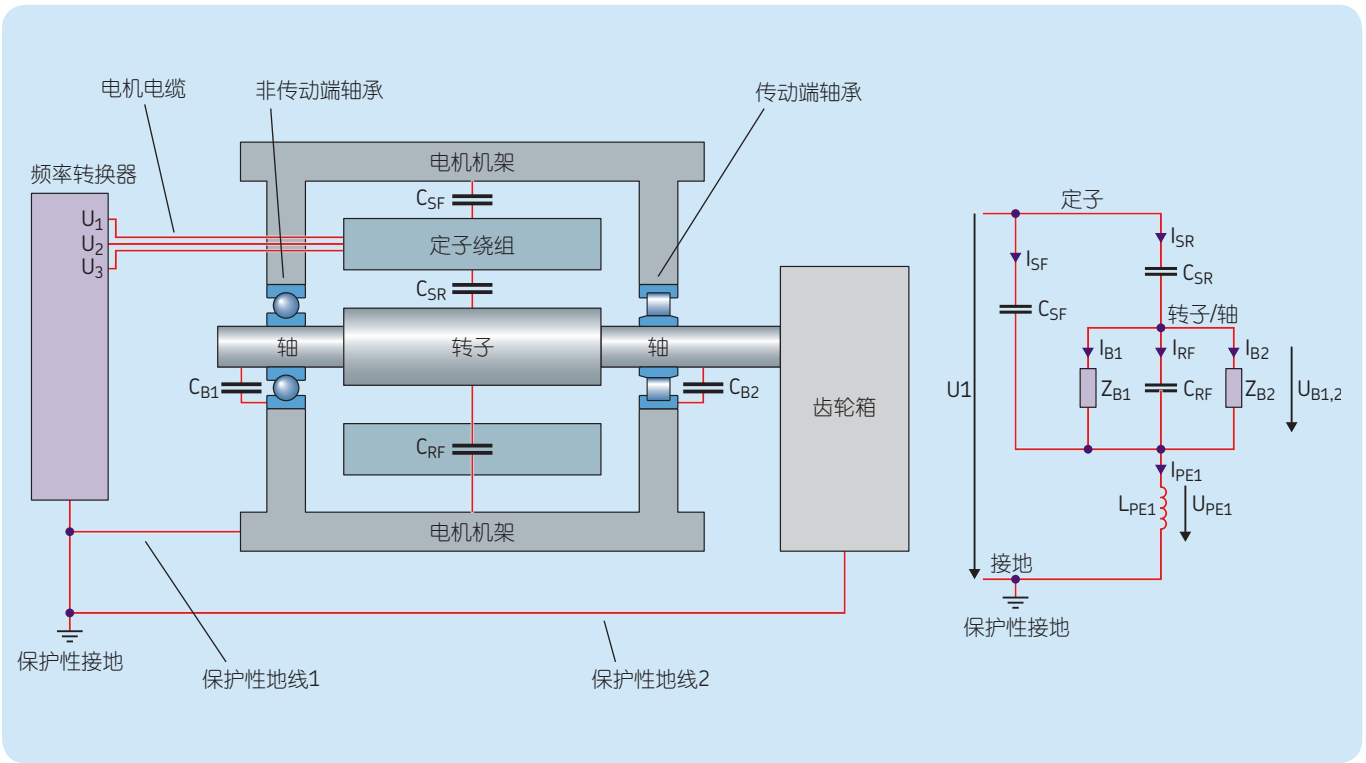 电机电缆
非传动端轴承
传动端轴承
频率转换器
U1
U2
U3
电机机架
CSF
定子绕组
CSR
轴
转子
轴
CB1
CB2
齿轮箱
CRF
电机机架
保护性接地
保护性地线1
保护性地线2
定子
ISR
ISF
CSR
CSF
转子/轴
IB1
IRF
IB2
U1
ZB1
CRF
ZB2
UB1,2
IPE1
LPE1
UPE1
接地
保护性接地